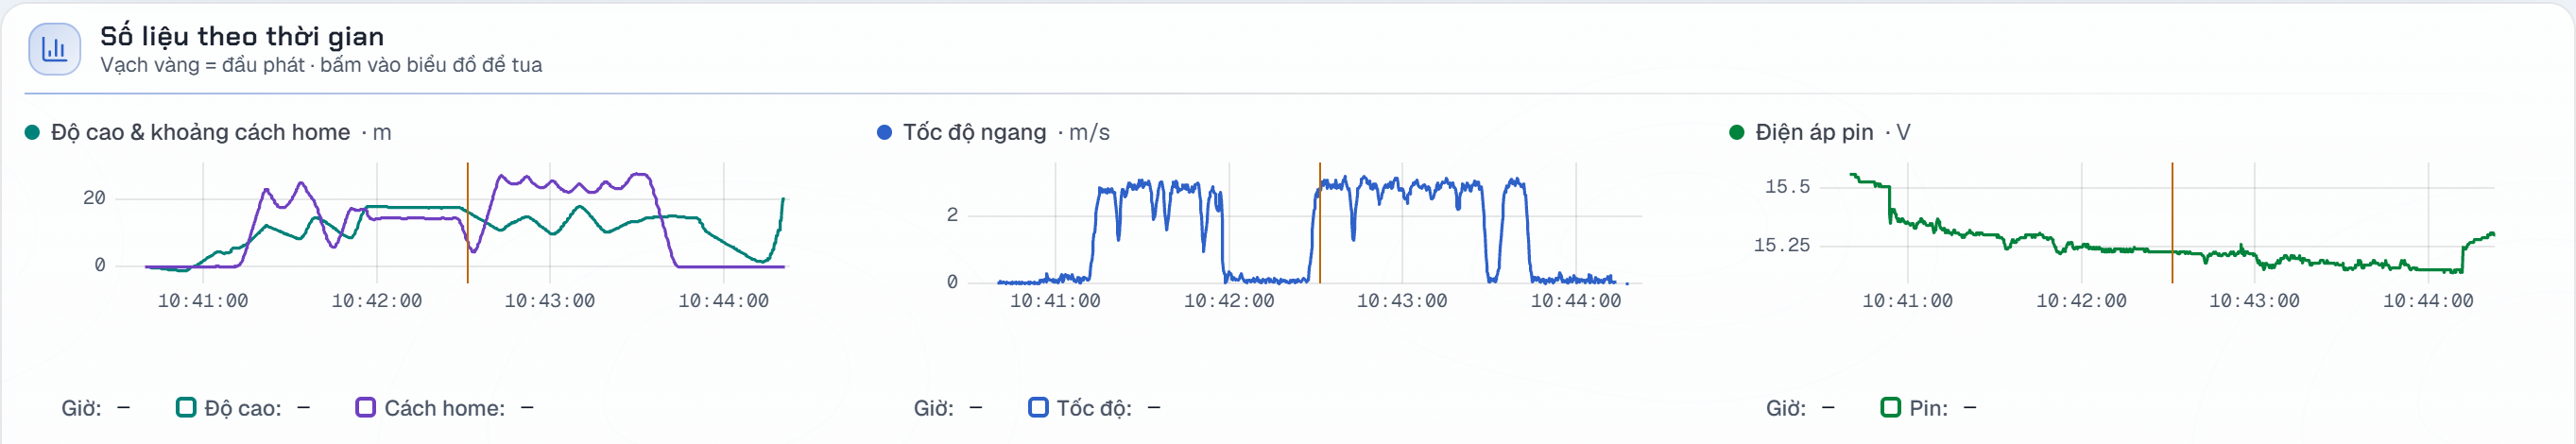 Số liệu theo thời gian
Vạch vàng = đầu phát · bấm vào biểu đồ để tua
Độ cao & khoảng cách home · m
20
0
10:41:00 10:42:00 10:43:00 10:44:00
Giờ: – Độ cao: – Cách home: –
Tốc độ ngang · m/s
2
0
10:41:00 10:42:00 10:43:00 10:44:00
Giờ: – Tốc độ: –
Điện áp pin · V
15.5
15.25
10:41:00 10:42:00 10:43:00 10:44:00
Giờ: – Pin: –